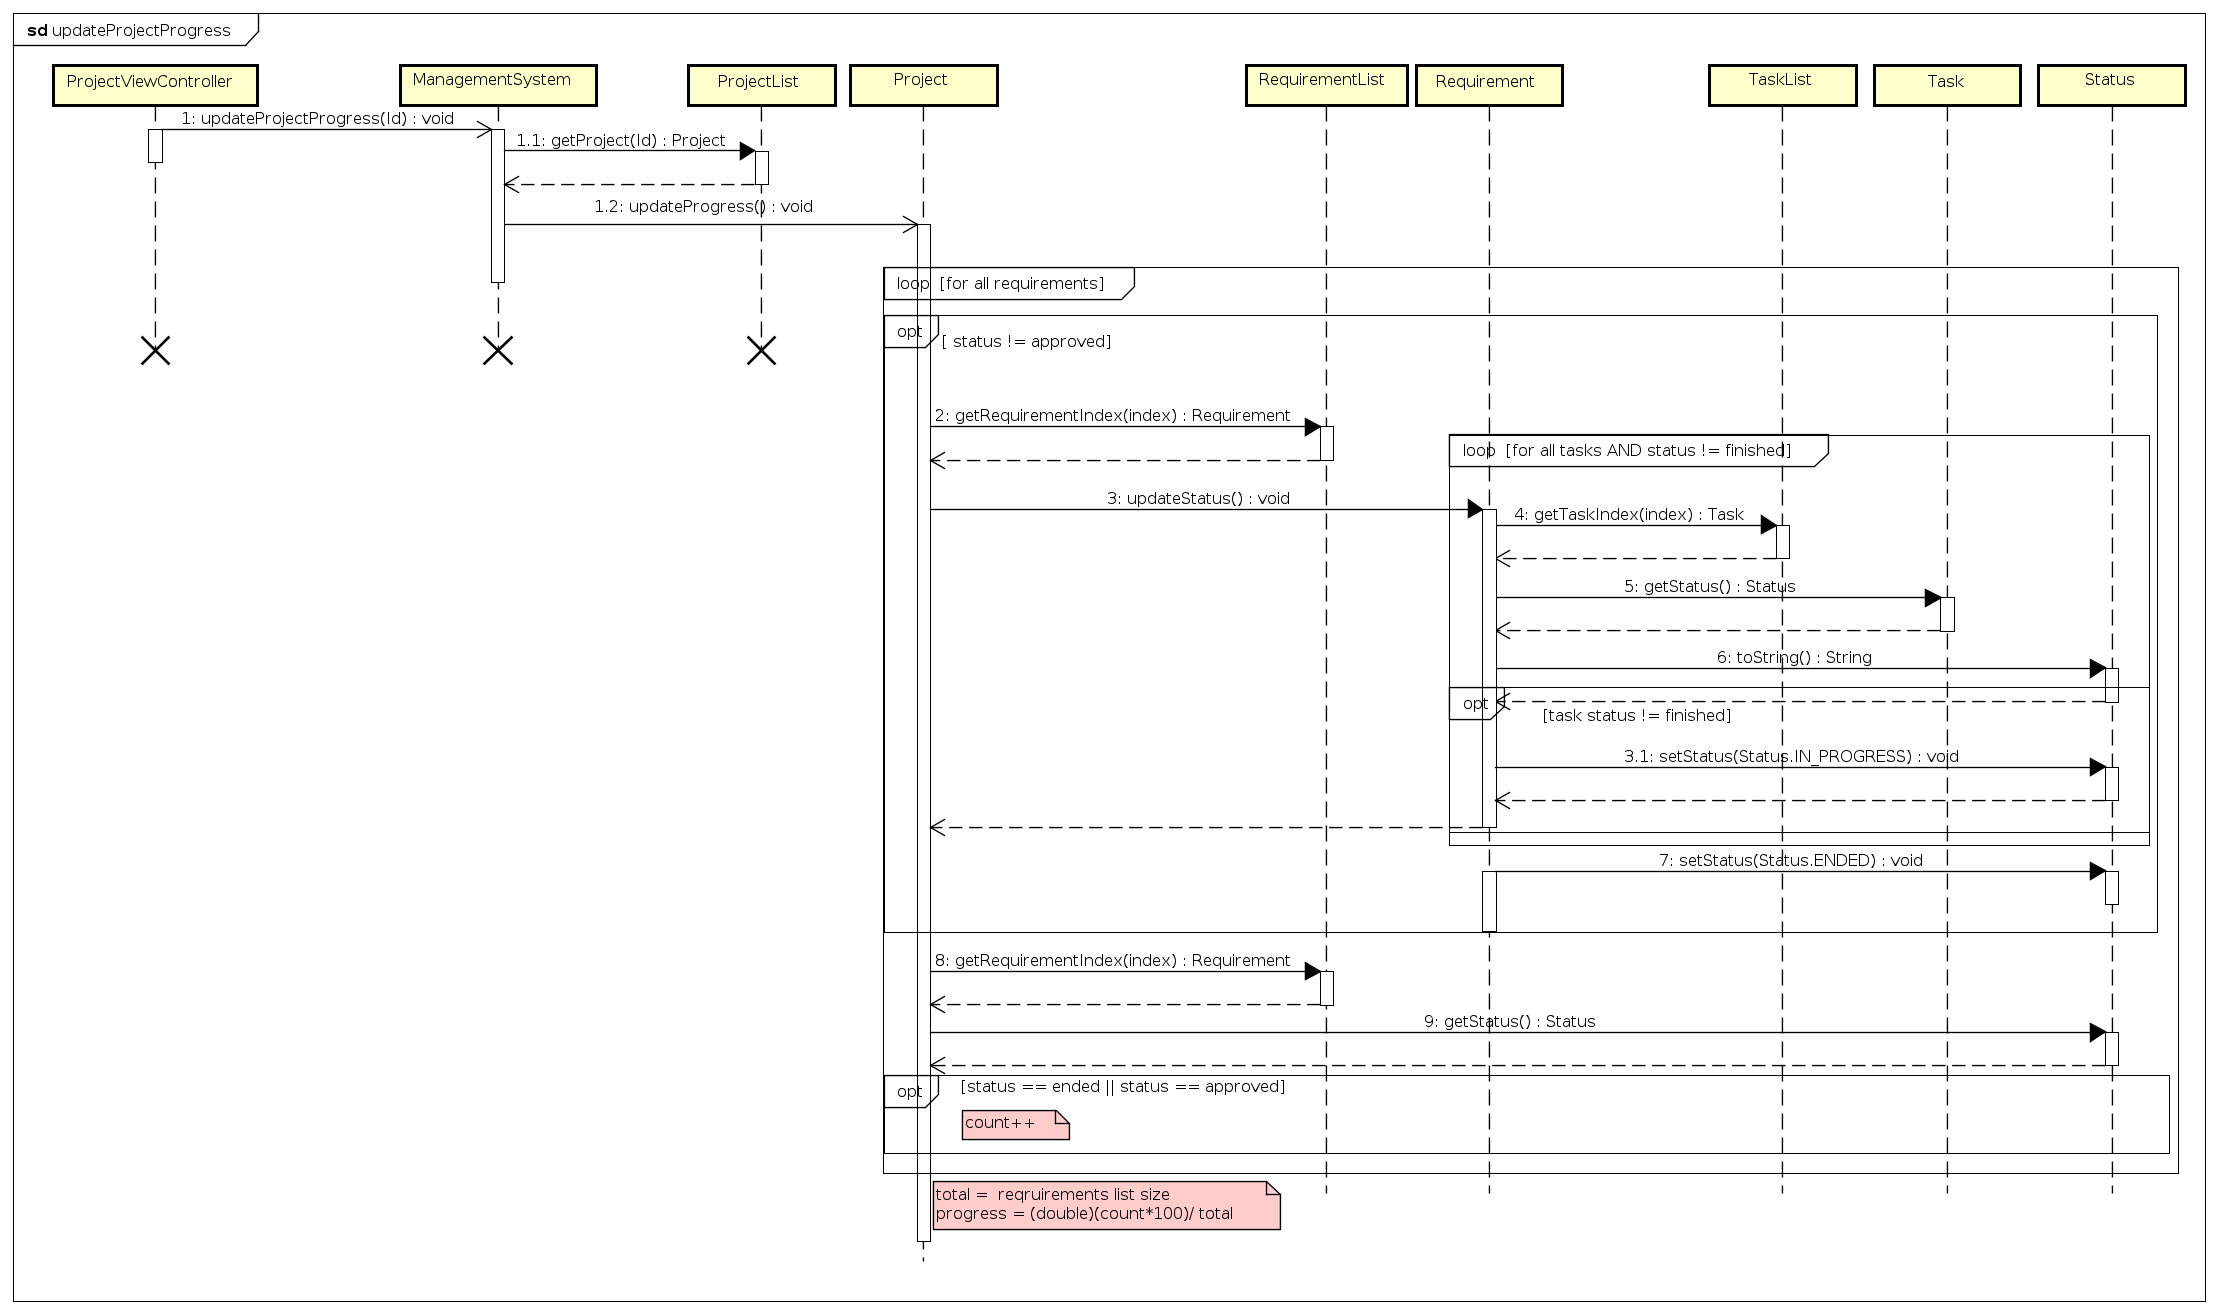 sd updateProjectProgress
ProjectViewController
ManagementSystem
ProjectList
Project
RequirementList
Requirement
TaskList
Task
Status
1: updateProjectProgress(Id) : void
1.1: getProject(Id) : Project
1.2: updateProgress() : void
loop [for all requirements]
opt
[ status != approved]
2: getRequirementIndex(index) : Requirement
loop [for all tasks AND status != finished]
3: updateStatus() : void
4: getTaskIndex(index) : Task
5: getStatus() : Status
6: toString() : String
opt
[task status != finished]
3.1: setStatus(Status.IN_PROGRESS) : void
7: setStatus(Status.ENDED) : void
8: getRequirementIndex(index) : Requirement
9: getStatus() : Status
opt
[status == ended || status == approved]
count++
total = reqruirements list size
progress = (double)(count*100)/ total